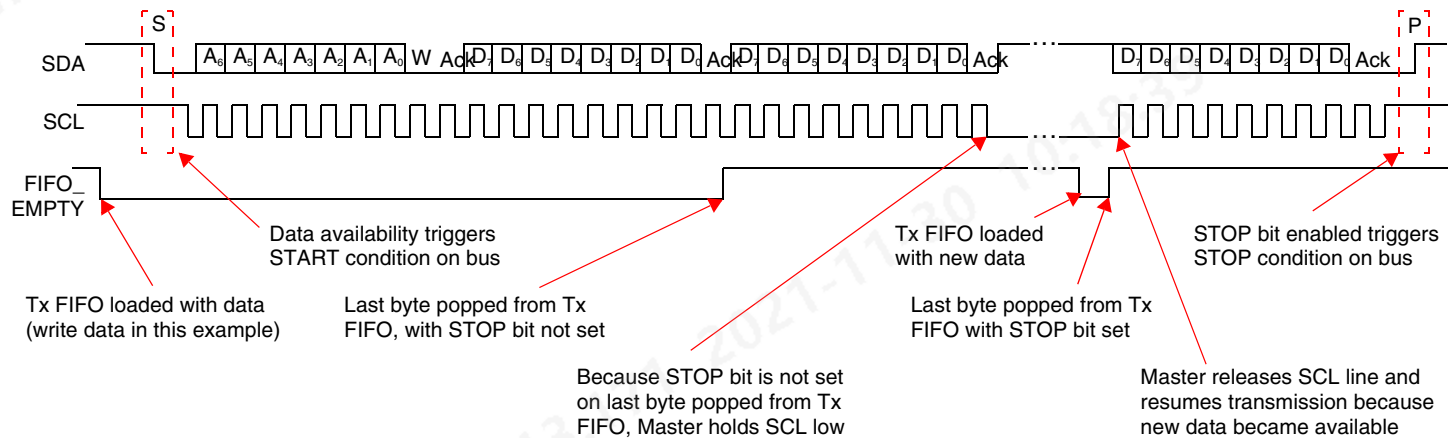 S
P
SDA
A₆ A₅ A₄ A₃ A₂ A₁ A₀ W Ack D₇ D₆ D₅ D₄ D₃ D₂ D₁ D₀ Ack D₇ D₆ D₅ D₄ D₃ D₂ D₁ D₀ Ack ... D₇ D₆ D₅ D₄ D₃ D₂ D₁ D₀ Ack
SCL
...
FIFO_
EMPTY
...
Data availability triggers
START condition on bus
Tx FIFO loaded
with new data
STOP bit enabled triggers
STOP condition on bus
Tx FIFO loaded with data
(write data in this example)
Last byte popped from Tx
FIFO, with STOP bit not set
Last byte popped from Tx
FIFO with STOP bit set
Because STOP bit is not set
on last byte popped from Tx
FIFO, Master holds SCL low
Master releases SCL line and
resumes transmission because
new data became available
2021-11-30 10:18:39